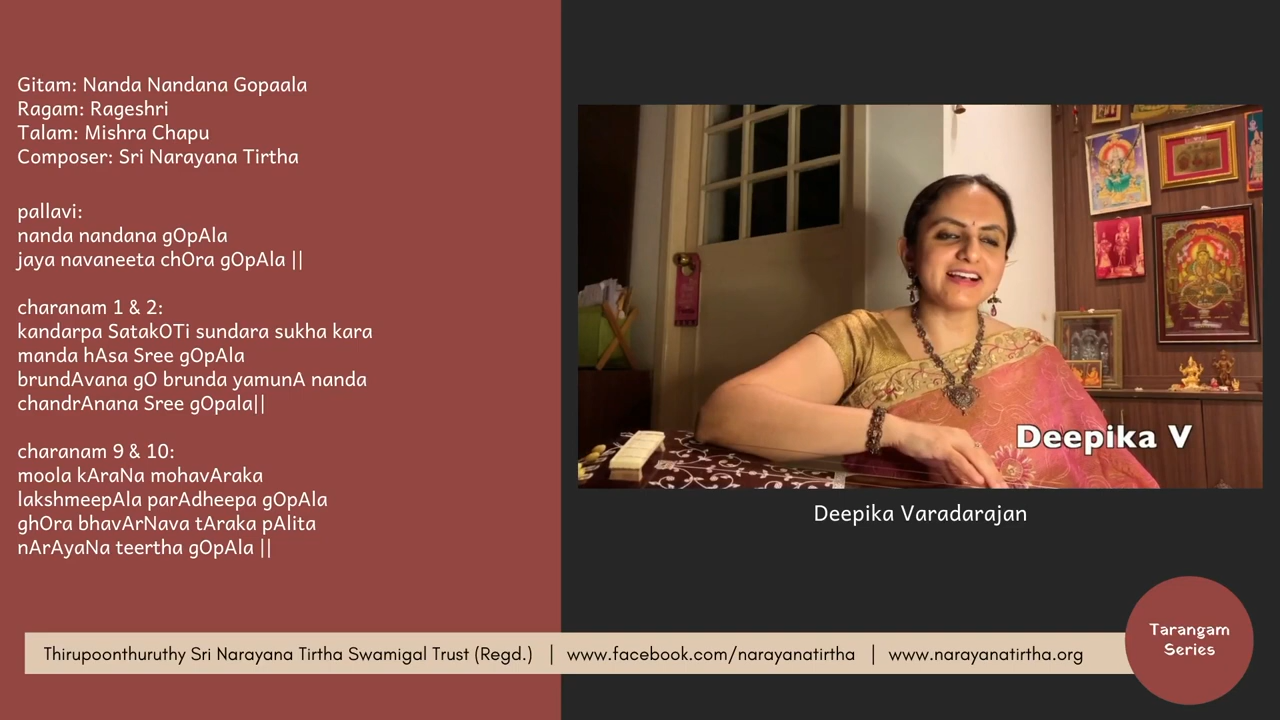 Gitam: Nanda Nandana Gopaala
Ragam: Rageshri
Talam: Mishra Chapu
Composer: Sri Narayana Tirtha
pallavi:
nanda nandana gOpAla
jaya navaneeta chOra gOpAla ||
charanam 1 & 2:
kandarpa SatakOTi sundara sukha kara
manda hAsa Sree gOpAla
brundAvana gO brunda yamunA nanda
chandrAnana Sree gOpala||
charanam 9 & 10:
moola kAraNa mohavAraka
lakshmeepAla parAdheepa gOpAla
ghOra bhavArNava tAraka pAlita
nArAyaNa teertha gOpAla ||
Deepika V
Deepika Varadarajan
Thirupoonthuruthy Sri Narayana Tirtha Swamigal Trust (Regd.) | www.facebook.com/narayanatirtha | www.narayanatirtha.org
Tarangam
Series